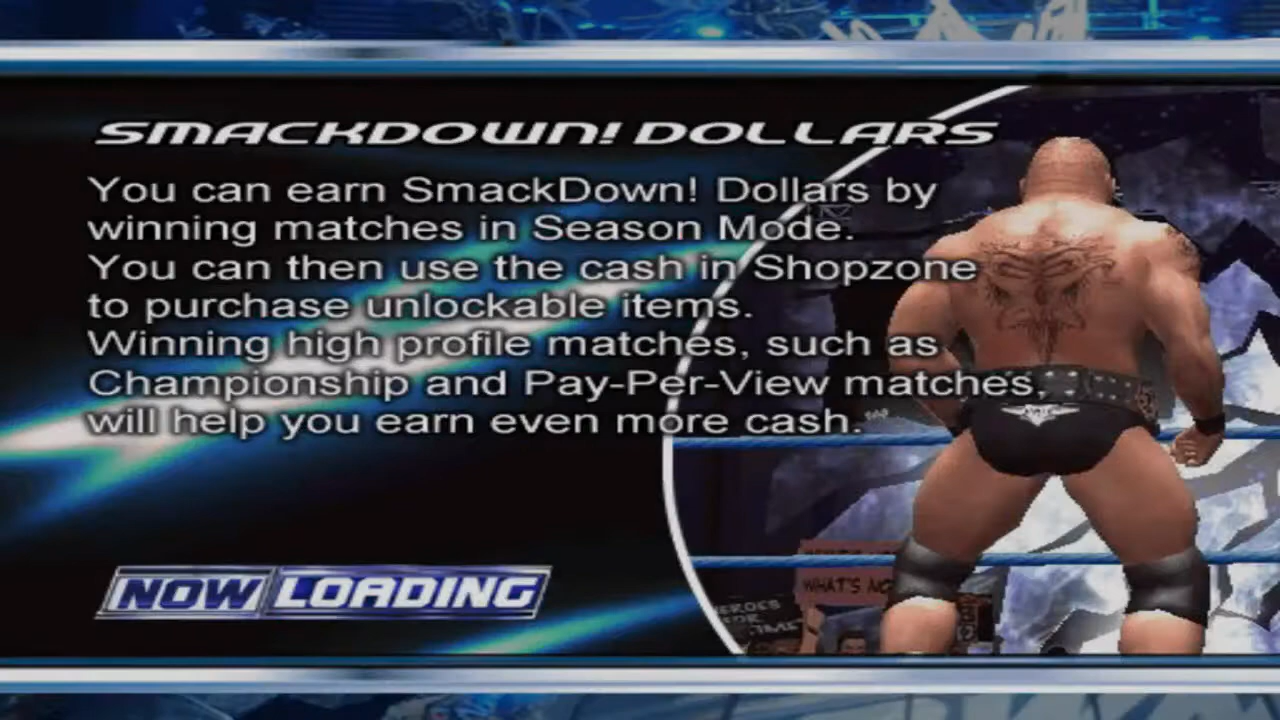 SMACKDOWN! DOLLARS
You can earn SmackDown! Dollars by
winning matches in Season Mode.
You can then use the cash in Shopzone
to purchase unlockable items.
Winning high profile matches, such as
Championship and Pay-Per-View matches,
will help you earn even more cash.
NOW LOADING
WHAT'S